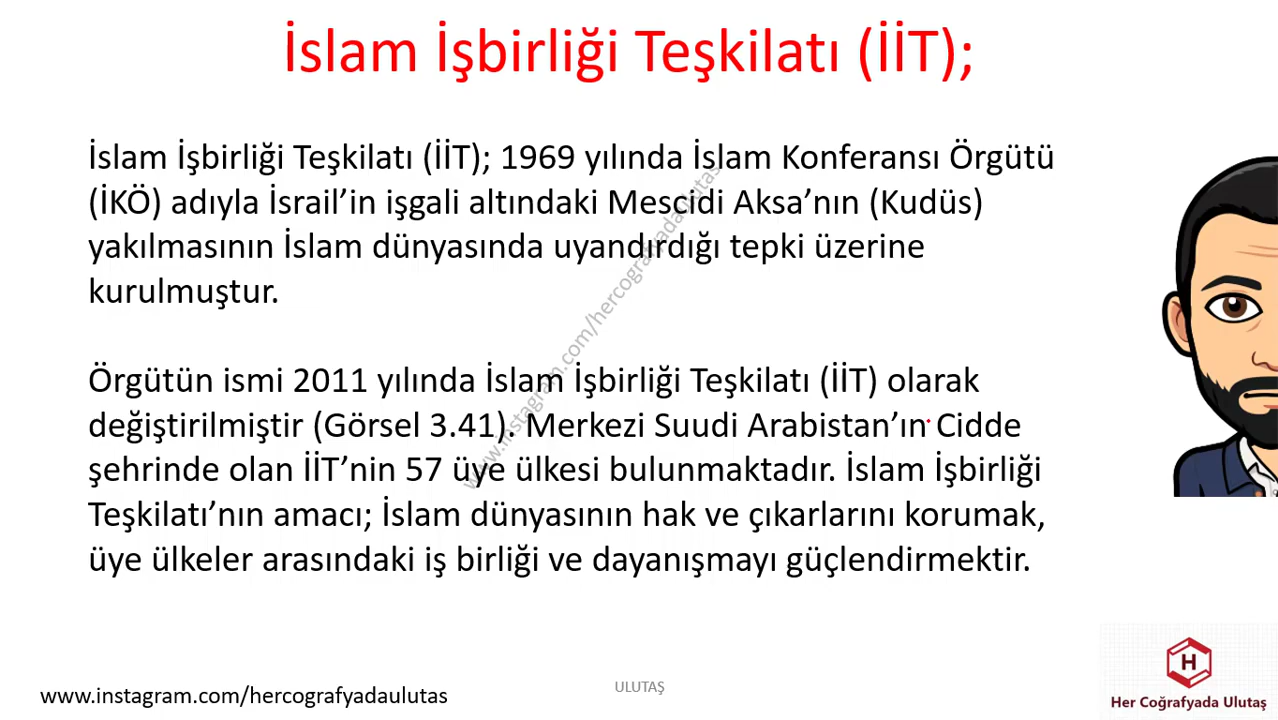 İslam İşbirliği Teşkilatı (İİT);
İslam İşbirliği Teşkilatı (İİT); 1969 yılında İslam Konferansı Örgütü
(İKÖ) adıyla İsrail’in işgali altındaki Mescidi Aksa’nın (Kudüs)
yakılmasının İslam dünyasında uyandırdığı tepki üzerine
kurulmuştur.
Örgütün ismi 2011 yılında İslam İşbirliği Teşkilatı (İİT) olarak
değiştirilmiştir (Görsel 3.41). Merkezi Suudi Arabistan’ın Cidde
şehrinde olan İİT’nin 57 üye ülkesi bulunmaktadır. İslam İşbirliği
Teşkilatı’nın amacı; İslam dünyasının hak ve çıkarlarını korumak,
üye ülkeler arasındaki iş birliği ve dayanışmayı güçlendirmektir.
www.instagram.com/hercografyadaulutas
www.instagram.com/hercografyadaulutas
ULUTAŞ
H
Her Coğrafyada Ulutaş